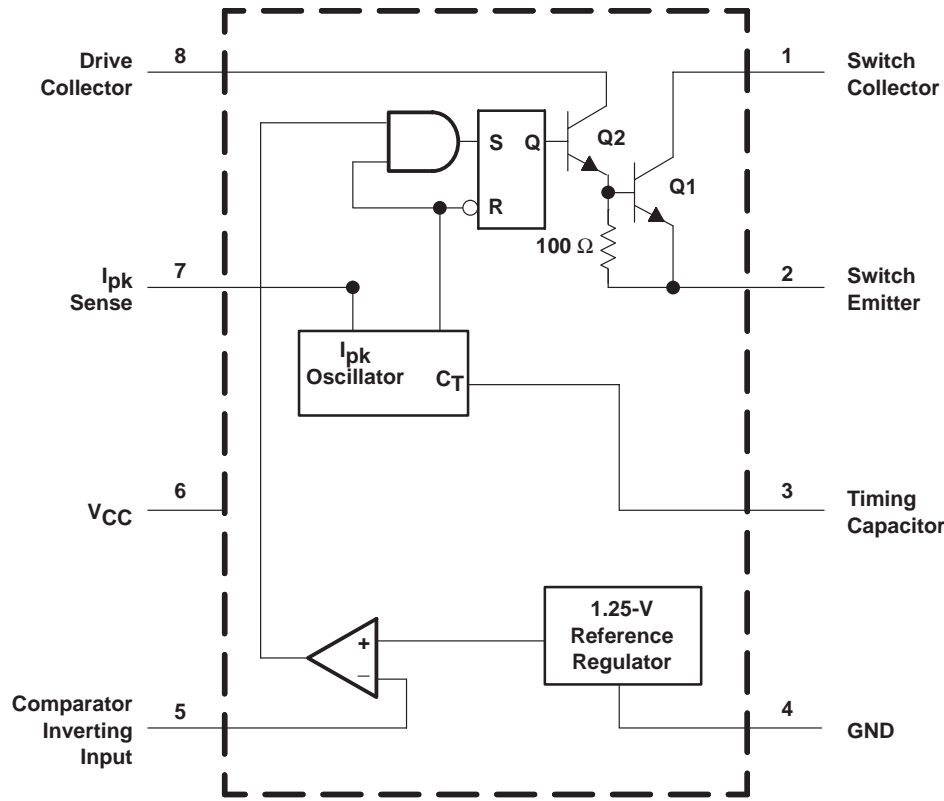 Drive
Collector
8
1
Switch
Collector
S
Q
Q2
R
Q1
100 Ω
Ipk
Sense
7
2
Switch
Emitter
Ipk
Oscillator
CT
6
VCC
3
Timing
Capacitor
1.25-V
Reference
Regulator
+
–
Comparator
Inverting
Input
5
4
GND